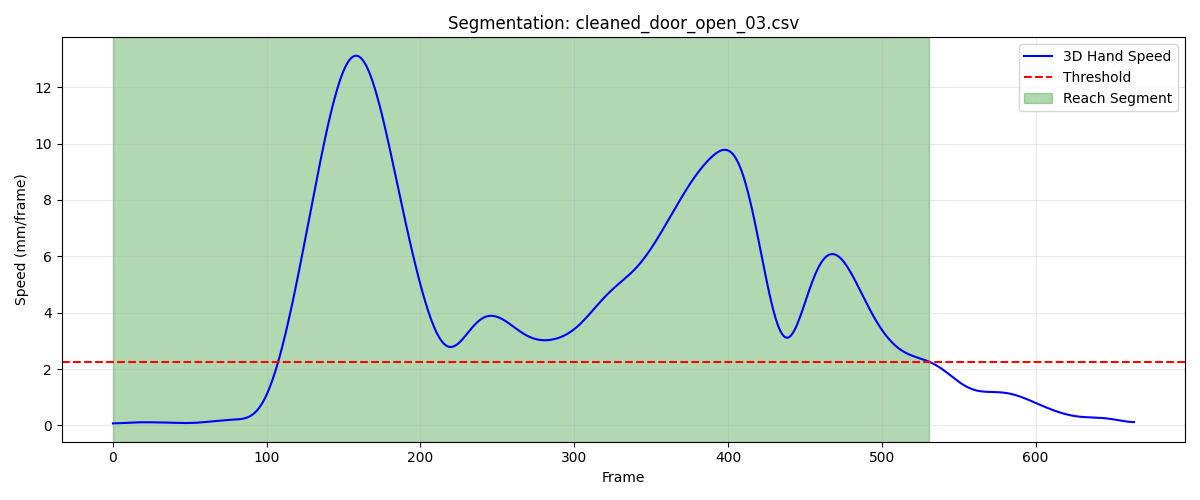 Segmentation: cleaned_door_open_03.csv
3D Hand Speed
Threshold
Reach Segment
Speed (mm/frame)
12
10
8
6
4
2
0
0 100 200 300 400 500 600
Frame